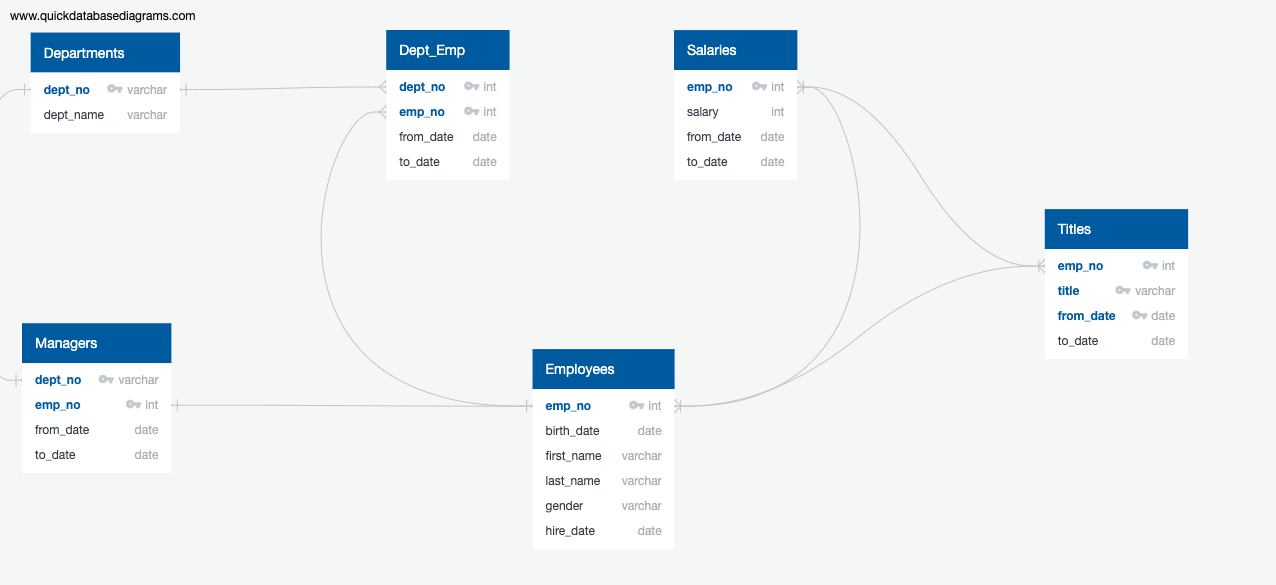 www.quickdatabasediagrams.com
Departments
dept_no varchar
dept_name varchar
Dept_Emp
dept_no int
emp_no int
from_date date
to_date date
Salaries
emp_no int
salary int
from_date date
to_date date
Titles
emp_no int
title varchar
from_date date
to_date date
Managers
dept_no varchar
emp_no int
from_date date
to_date date
Employees
emp_no int
birth_date date
first_name varchar
last_name varchar
gender varchar
hire_date date